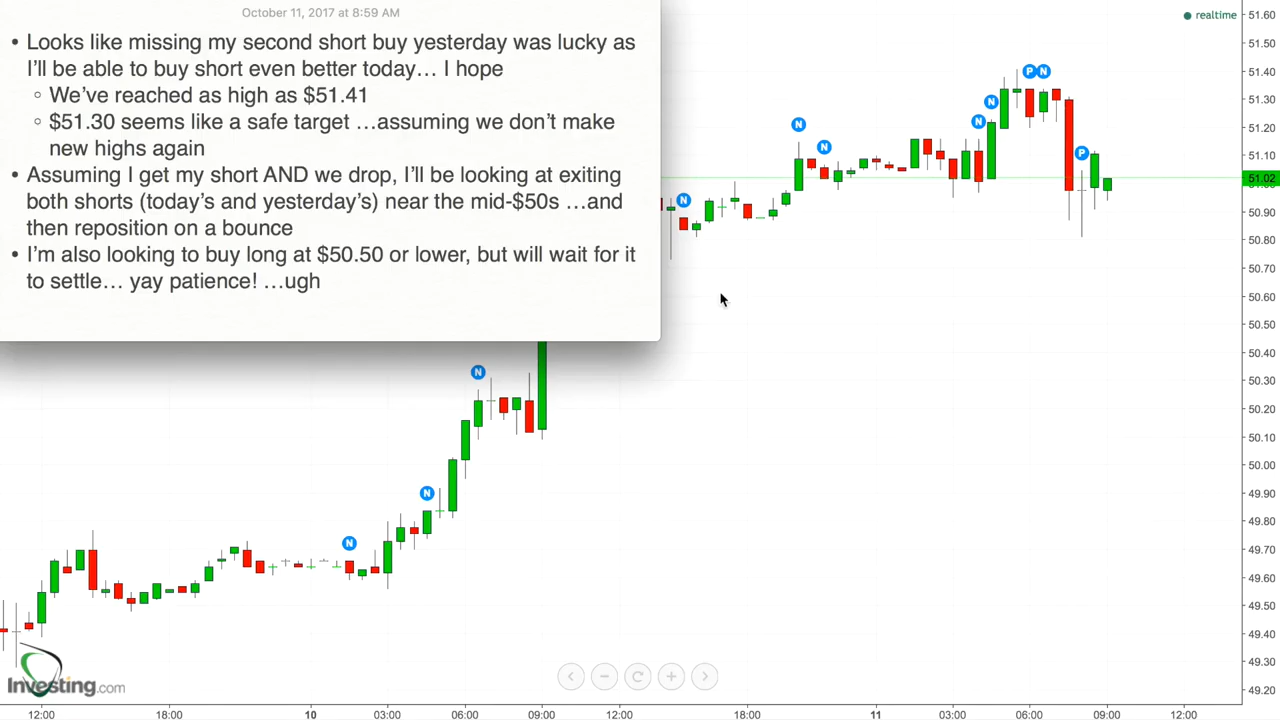 October 11, 2017 at 8:59 AM
• Looks like missing my second short buy yesterday was lucky as
I'll be able to buy short even better today… I hope
◦ We've reached as high as $51.41
◦ $51.30 seems like a safe target …assuming we don't make
new highs again
• Assuming I get my short AND we drop, I'll be looking at exiting
both shorts (today's and yesterday's) near the mid-$50s …and
then reposition on a bounce
• I'm also looking to buy long at $50.50 or lower, but will wait for it
to settle… yay patience! …ugh
realtime
51.60
51.50
51.40
51.30
51.20
51.10
51.02
50.90
50.80
50.70
50.60
50.50
50.40
50.30
50.20
50.10
50.00
49.90
49.80
49.70
49.60
49.50
49.40
49.30
49.20
P N
N
N
N
N
P
N
N
N
N
Investing.com
12:00 18:00 10 03:00 06:00 09:00 12:00 18:00 11 03:00 06:00 09:00 12:00